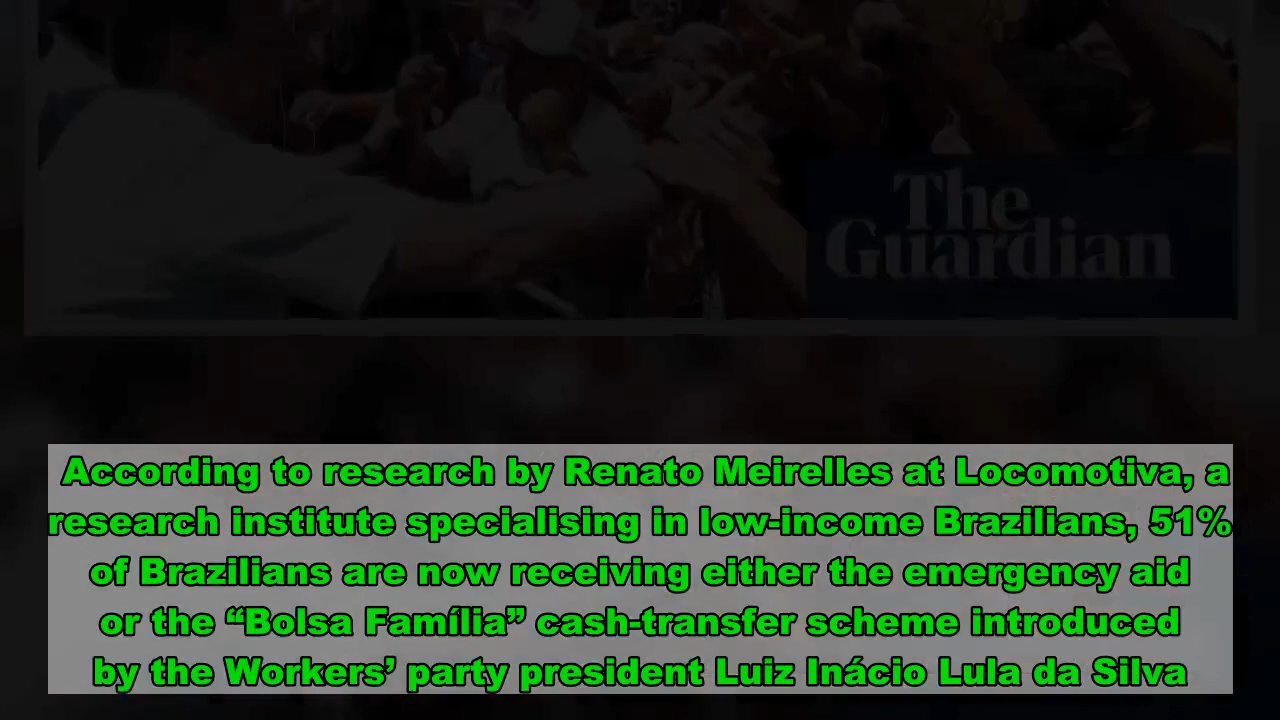 The
Guardian
According to research by Renato Meirelles at Locomotiva, a
research institute specialising in low-income Brazilians, 51%
of Brazilians are now receiving either the emergency aid
or the “Bolsa Família” cash-transfer scheme introduced
by the Workers’ party president Luiz Inácio Lula da Silva